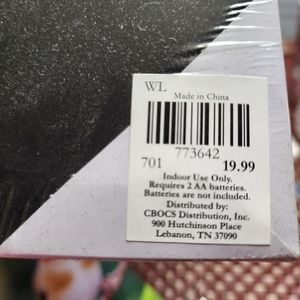 WL
Made in China
773642
701 19.99
Indoor Use Only.
Requires 2 AA batteries.
Batteries are not included.
Distributed by:
CBOCS Distribution, Inc.
900 Hutchinson Place
Lebanon, TN 37090